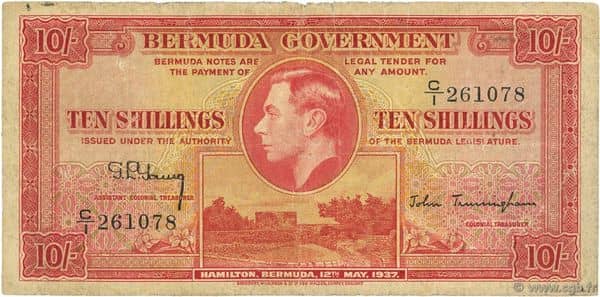 10/- BERMUDA GOVERNMENT 10/-
BERMUDA NOTES ARE LEGAL TENDER FOR
THE PAYMENT OF ANY AMOUNT.
C/1 261078
TEN SHILLINGS TEN SHILLINGS
ISSUED UNDER THE AUTHORITY OF THE BERMUDA LEGISLATURE.
ASSISTANT COLONIAL TREASURER
John Trimingham
COLONIAL TREASURER
C/1 261078
10/- 10/-
HAMILTON, BERMUDA, 12TH MAY, 1937.
© www.cgb.fr